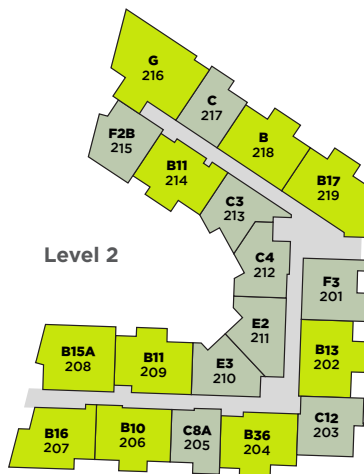 G
216
C
217
F2B
215
B
218
B11
214
B17
219
C3
213
Level 2
C4
212
F3
201
E2
211
B15A
208
B11
209
E3
210
B13
202
B16
207
B10
206
C8A
205
B36
204
C12
203